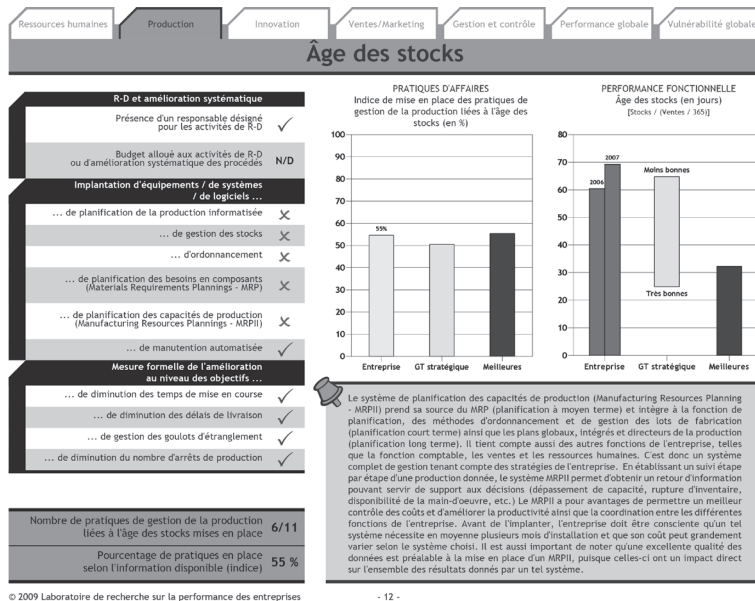 Ressources humaines
Production
Innovation
Ventes/Marketing
Gestion et contrôle
Performance globale
Vulnérabilité globale
Âge des stocks
R-D et amélioration systématique
Présence d'un responsable désigné
pour les activités de R-D
Budget alloué aux activités de R-D
ou d'amélioration systématique des procédés
N/D
Implantation d'équipements / de systèmes
/ de logiciels ...
... de planification de la production informatisée
... de gestion des stocks
... d'ordonnancement
... de planification des besoins en composants
(Materials Requirements Plannings - MRP)
... de planification des capacités de production
(Manufacturing Resources Plannings - MRPII)
... de manutention automatisée
Mesure formelle de l'amélioration
au niveau des objectifs ...
... de diminution des temps de mise en course
... de diminution des délais de livraison
... de gestion des goulots d'étranglement
... de diminution du nombre d'arrêts de production
Nombre de pratiques de gestion de la production
liées à l'âge des stocks mises en place
6/11
Pourcentage de pratiques en place
selon l'information disponible (indice)
55 %
PRATIQUES D'AFFAIRES
Indice de mise en place des pratiques de
gestion de la production liées à l'âge des
stocks (en %)
100
90
80
70
60
50
40
30
20
10
0
55%
Entreprise GT stratégique Meilleures
PERFORMANCE FONCTIONNELLE
Âge des stocks (en jours)
[Stocks / (Ventes / 365)]
80
70
60
50
40
30
20
10
0
2006
2007
Moins bonnes
Très bonnes
Entreprise GT stratégique Meilleures
Le système de planification des capacités de production (Manufacturing Resources Planning
- MRPII) prend sa source du MRP (planification à moyen terme) et intègre à la fonction de
planification, des méthodes d'ordonnancement et de gestion des lots de fabrication
(planification court terme) ainsi que les plans globaux, intégrés et directeurs de la production
(planification long terme). Il tient compte aussi des autres fonctions de l'entreprise, telles
que la fonction comptable, les ventes et les ressources humaines. C'est donc un système
complet de gestion tenant compte des stratégies de l'entreprise. En établissant un suivi étape
par étape d'une production donnée, le système MRPII permet d'obtenir un retour d'information
pouvant servir de support aux décisions (dépassement de capacité, rupture d'inventaire,
disponibilité de la main-d'oeuvre, etc.) Le MRPII a pour avantages de permettre un meilleur
contrôle des coûts et d'améliorer la productivité ainsi que la coordination entre les différentes
fonctions de l'entreprise. Avant de l'implanter, l'entreprise doit être consciente qu'un tel
système nécessite en moyenne plusieurs mois d'installation et que son coût peut grandement
varier selon le système choisi. Il est aussi important de noter qu'une excellente qualité des
données est préalable à la mise en place d'un MRPII, puisque celles-ci ont un impact direct
sur l'ensemble des résultats donnés par un tel système.
© 2009 Laboratoire de recherche sur la performance des entreprises
- 12 -